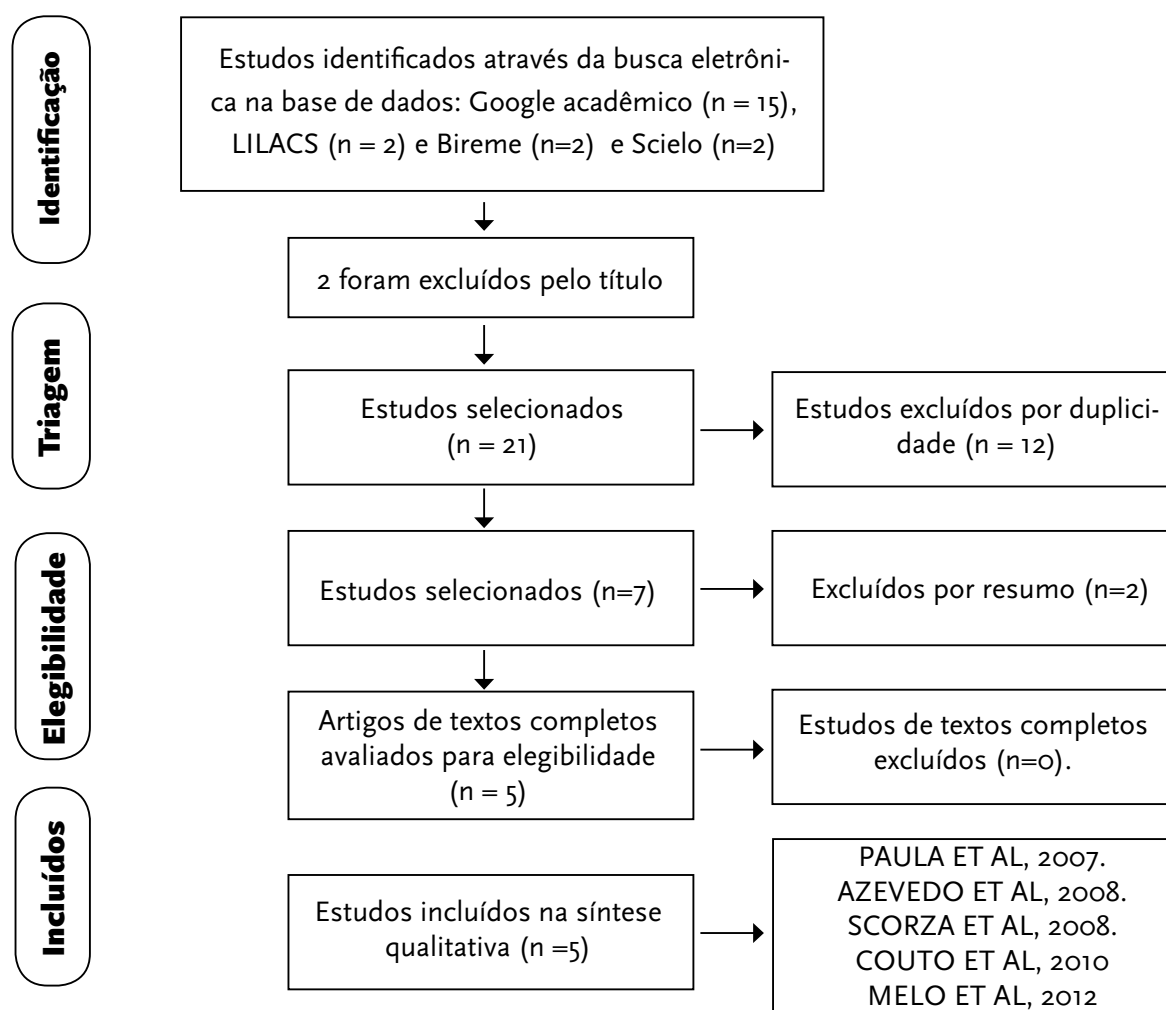 Identificação
Estudos identificados através da busca eletrôni-
ca na base de dados: Google acadêmico (n = 15),
LILACS (n = 2) e Bireme (n=2) e Scielo (n=2)
2 foram excluídos pelo título
Triagem
Estudos selecionados
(n = 21)
Estudos excluídos por duplici-
dade (n = 12)
Elegibilidade
Estudos selecionados (n=7)
Excluídos por resumo (n=2)
Artigos de textos completos
avaliados para elegibilidade
(n = 5)
Estudos de textos completos
excluídos (n=0).
Incluídos
Estudos incluídos na síntese
qualitativa (n =5)
PAULA ET AL, 2007.
AZEVEDO ET AL, 2008.
SCORZA ET AL, 2008.
COUTO ET AL, 2010
MELO ET AL, 2012